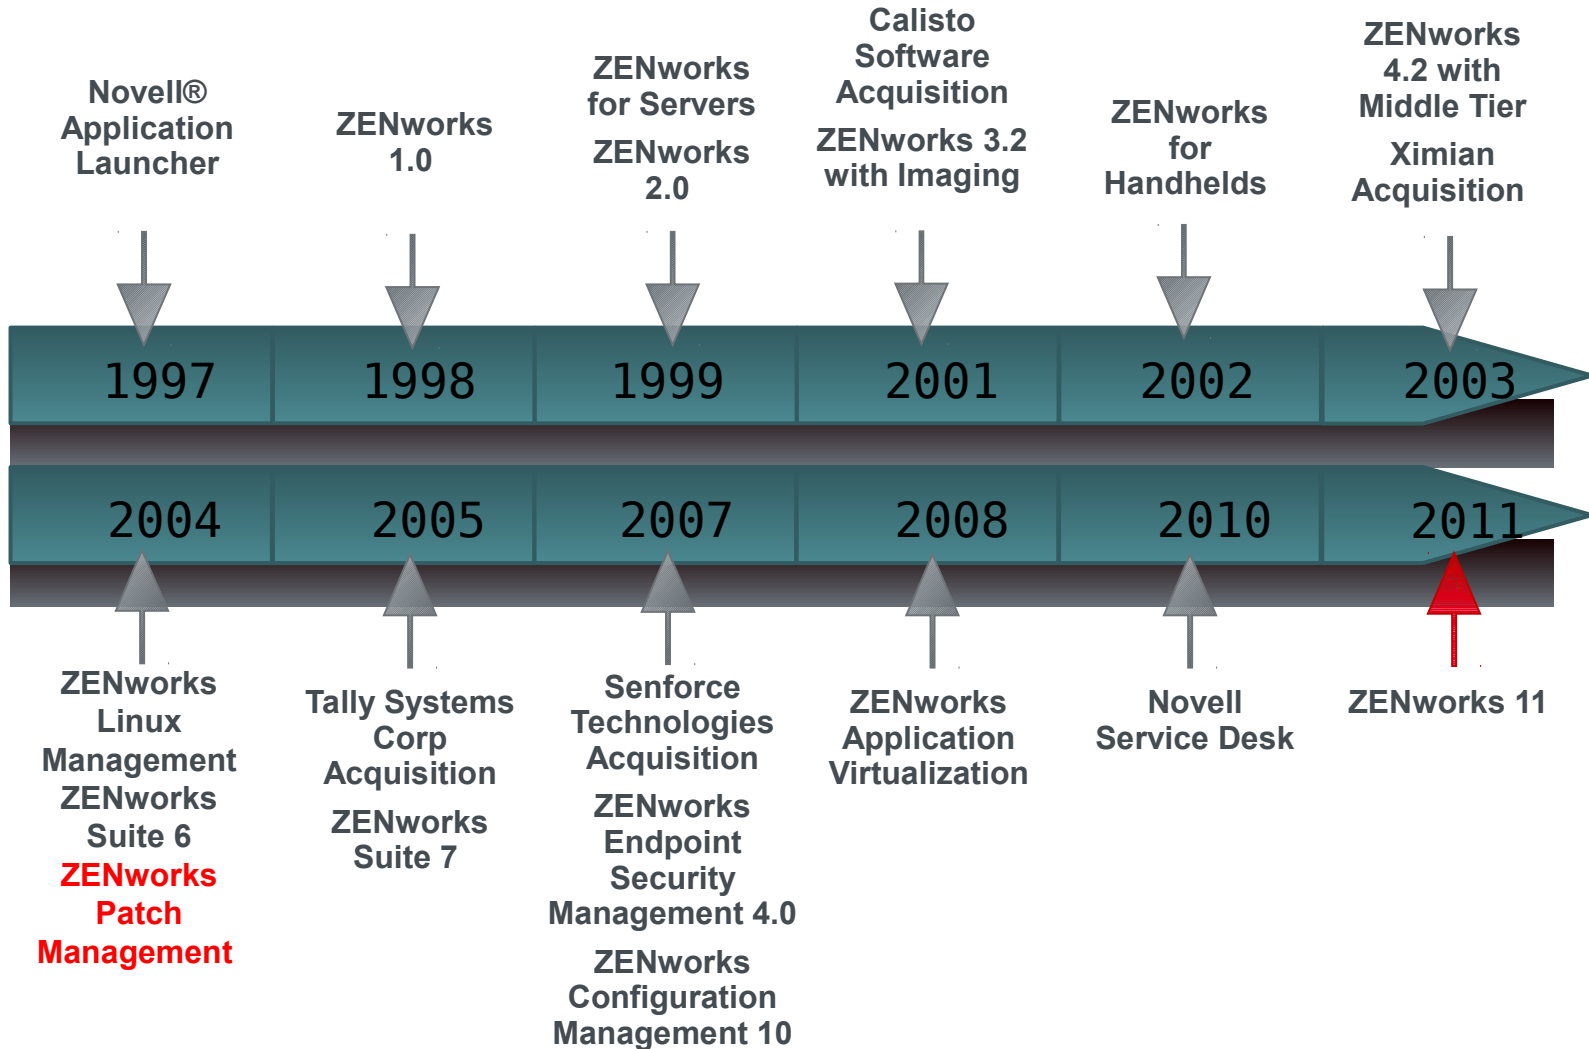 Novell®
Application
Launcher
ZENworks
1.0
ZENworks
for Servers
ZENworks
2.0
Calisto
Software
Acquisition
ZENworks 3.2
with Imaging
ZENworks
for
Handhelds
ZENworks
4.2 with
Middle Tier
Ximian
Acquisition
1997
1998
1999
2001
2002
2003
2004
2005
2007
2008
2010
2011
ZENworks
Linux
Management
ZENworks
Suite 6
ZENworks
Patch
Management
Tally Systems
Corp
Acquisition
ZENworks
Suite 7
Senforce
Technologies
Acquisition
ZENworks
Endpoint
Security
Management 4.0
ZENworks
Configuration
Management 10
ZENworks
Application
Virtualization
Novell
Service Desk
ZENworks 11